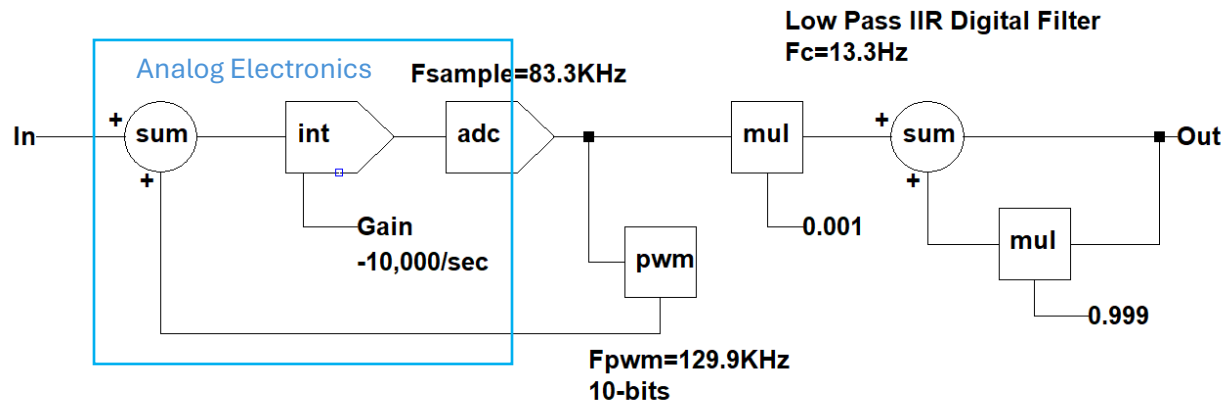 Low Pass IIR Digital Filter
Fc=13.3Hz
Analog Electronics
Fsample=83.3KHz
In
+
sum
+
int
adc
mul
+
sum
+
Out
Gain
-10,000/sec
0.001
pwm
mul
0.999
Fpwm=129.9KHz
10-bits